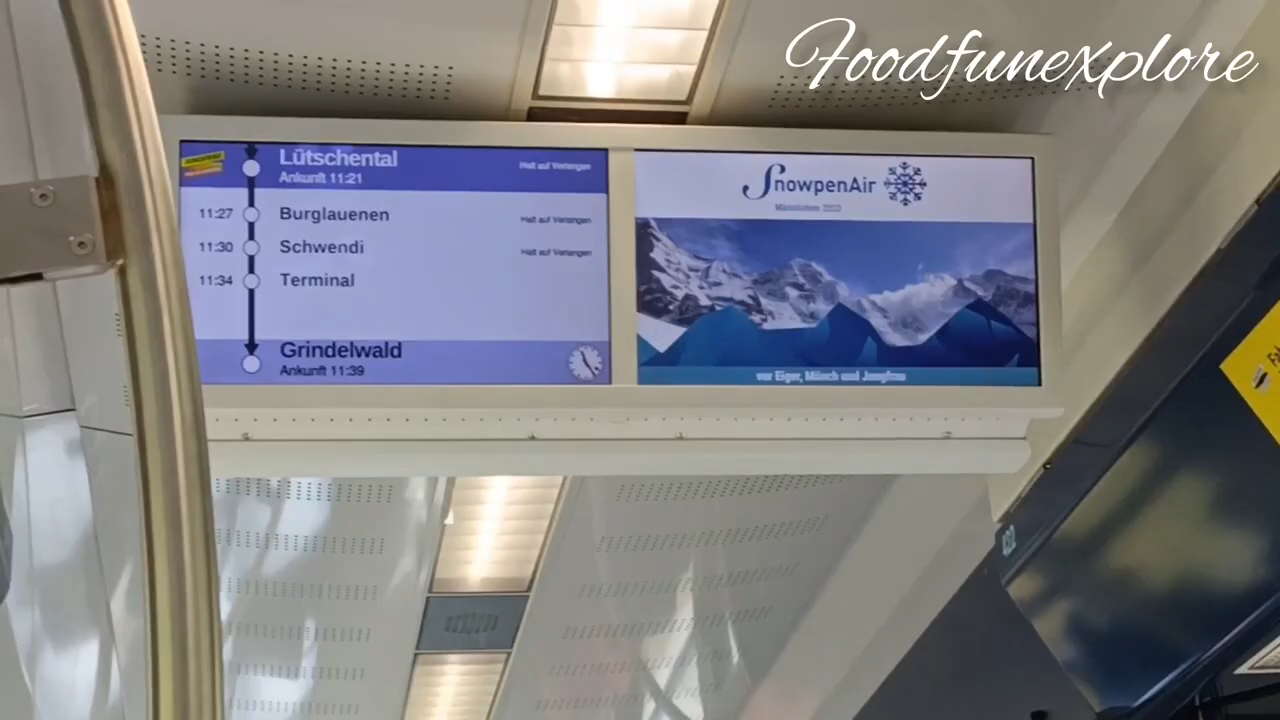 Foodfunexplore
Lütschental
Halt auf Verlangen
Ankunft 11:21
11:27 Burglauenen
Halt auf Verlangen
11:30 Schwendi
Halt auf Verlangen
11:34 Terminal
Grindelwald
Ankunft 11:39
SnowpenAir
Männlichen
vor Eiger, Mönch und Jungfrau